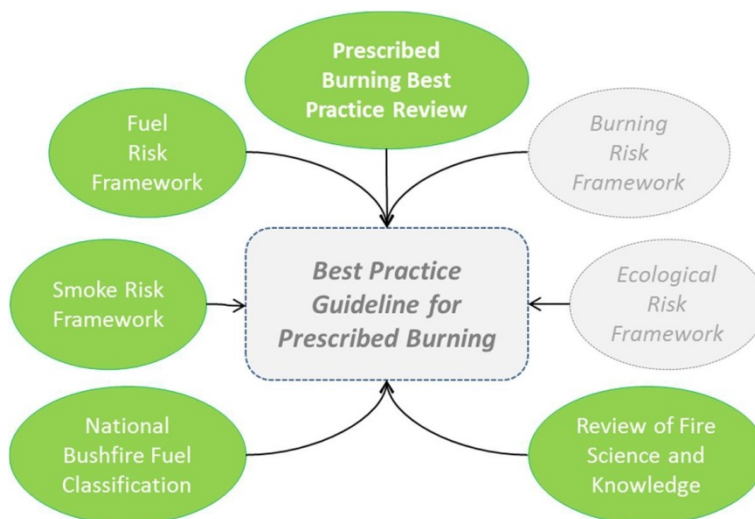 Prescribed
Burning Best
Practice Review
Fuel
Risk
Framework
Burning
Risk
Framework
Best Practice
Guideline for
Prescribed Burning
Smoke Risk
Framework
Ecological
Risk
Framework
National
Bushfire Fuel
Classification
Review of Fire
Science and
Knowledge